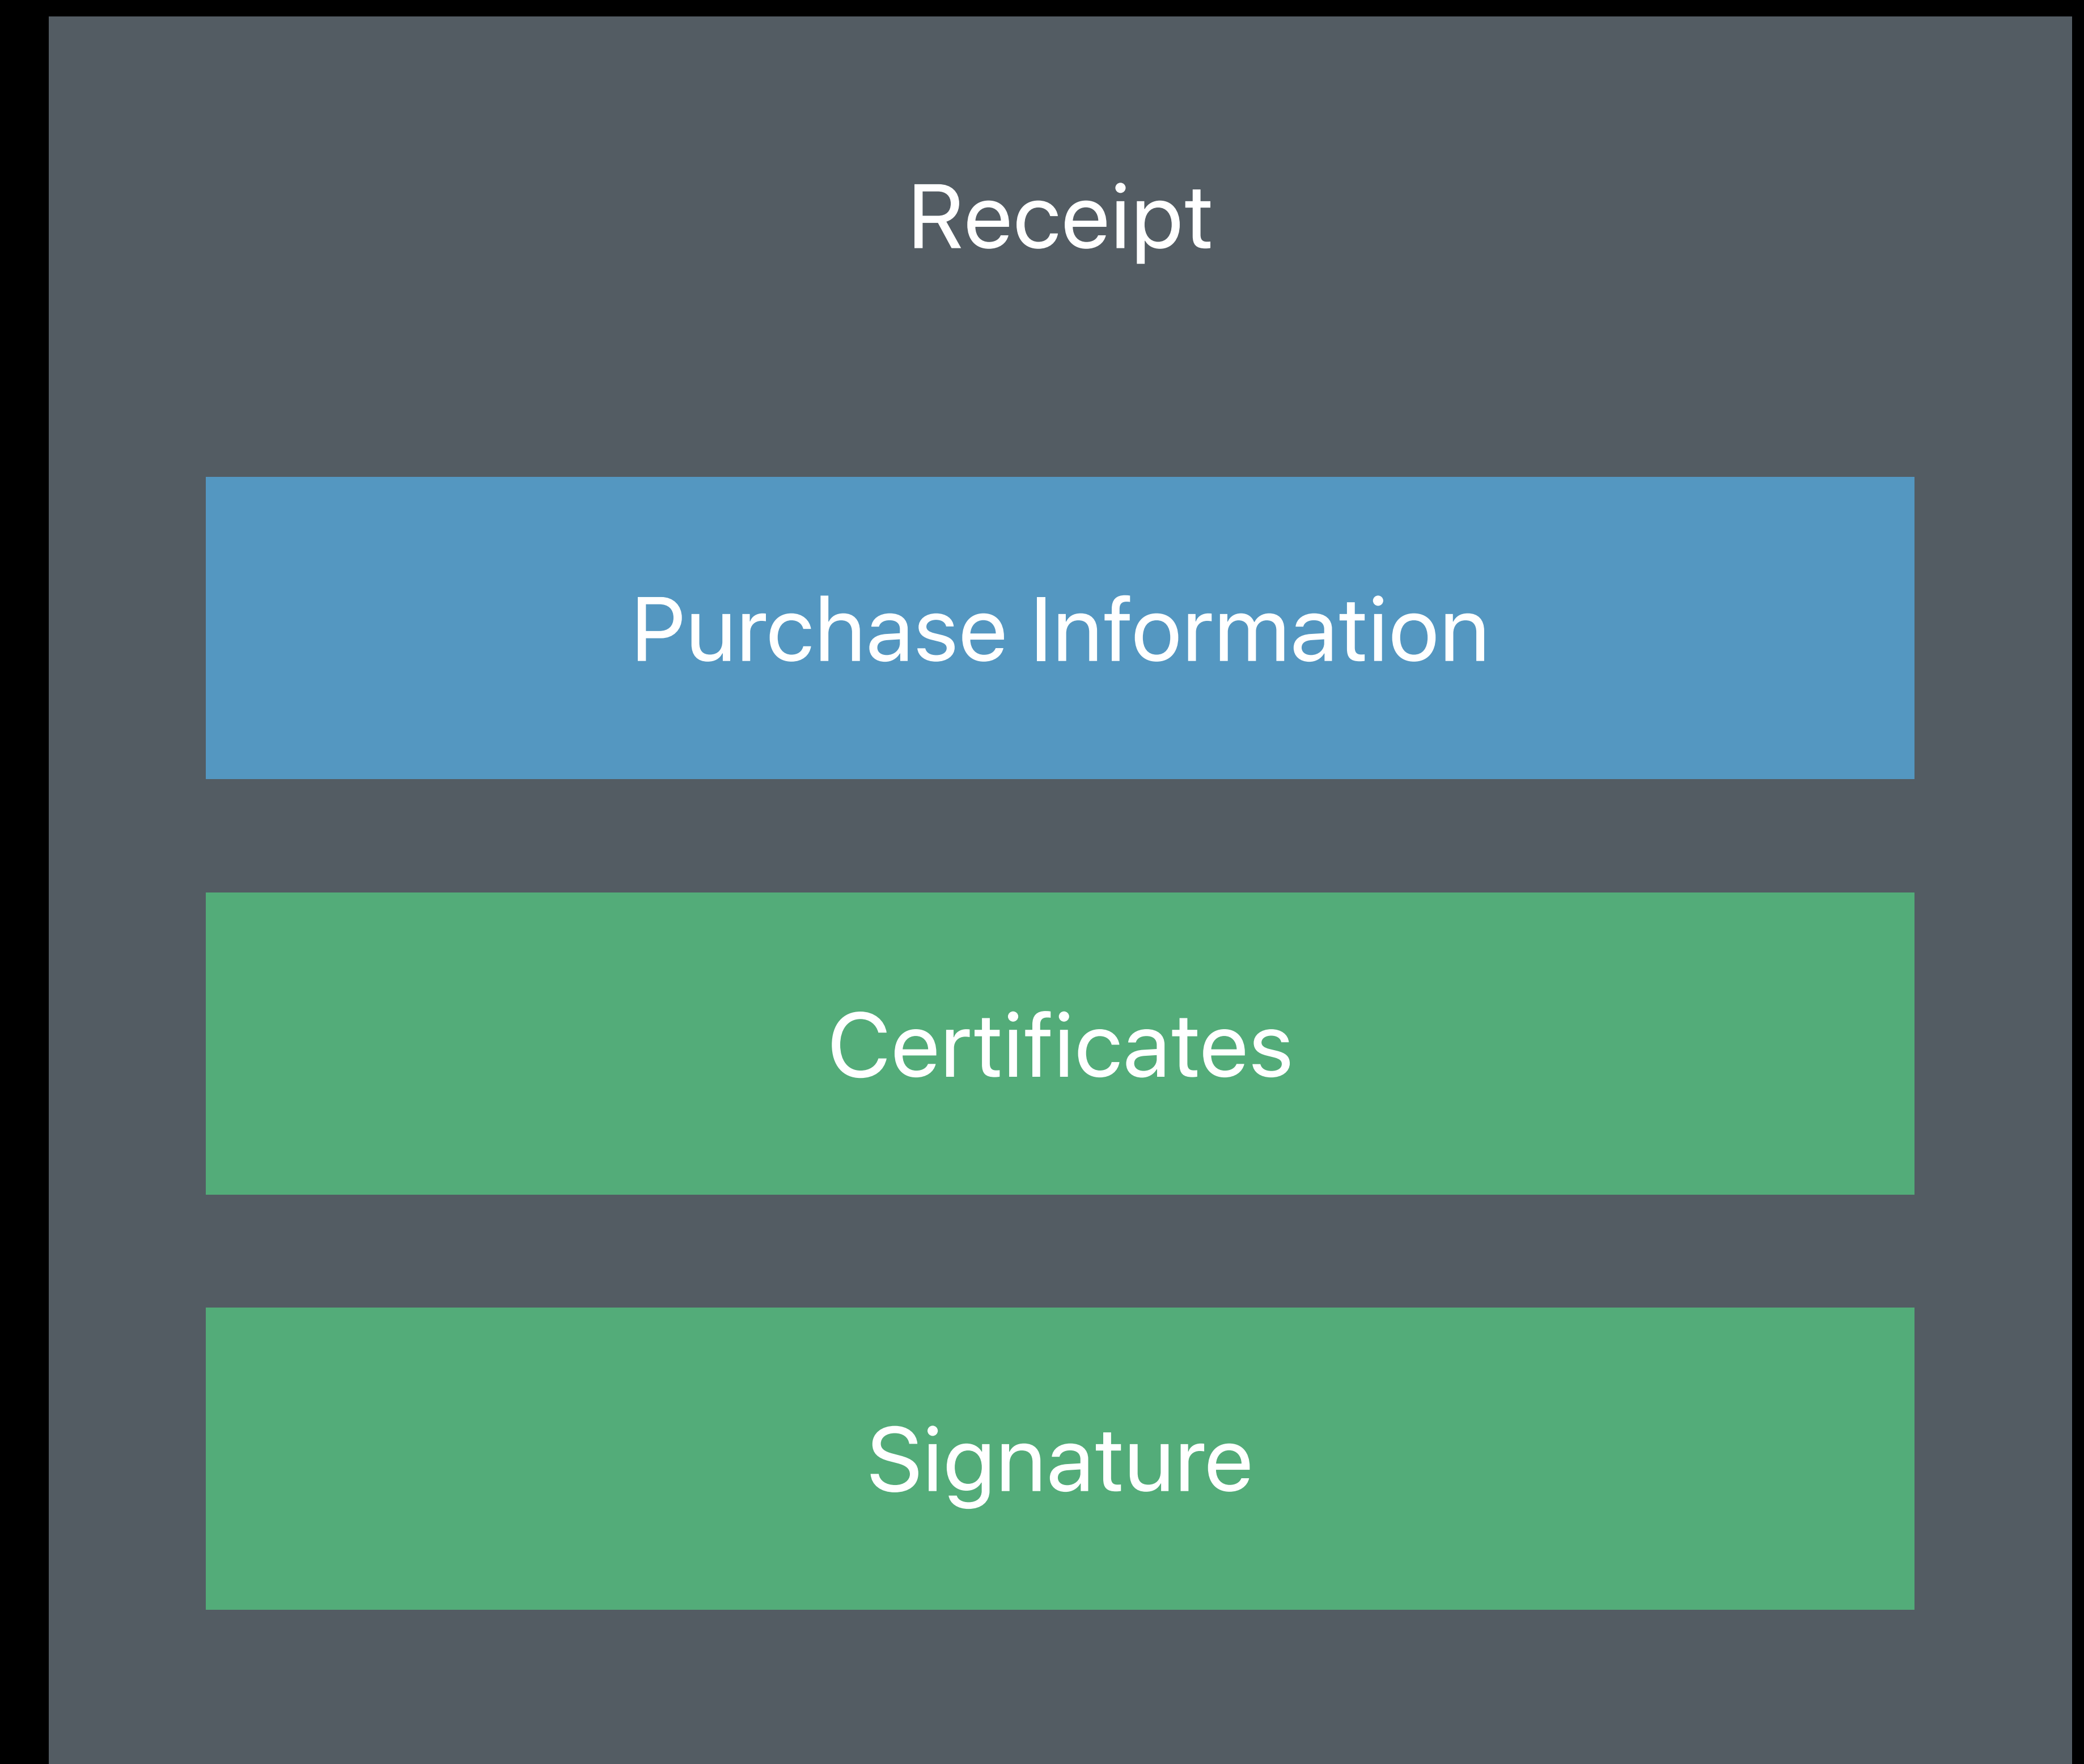 Receipt
Purchase Information
Certificates
Signature